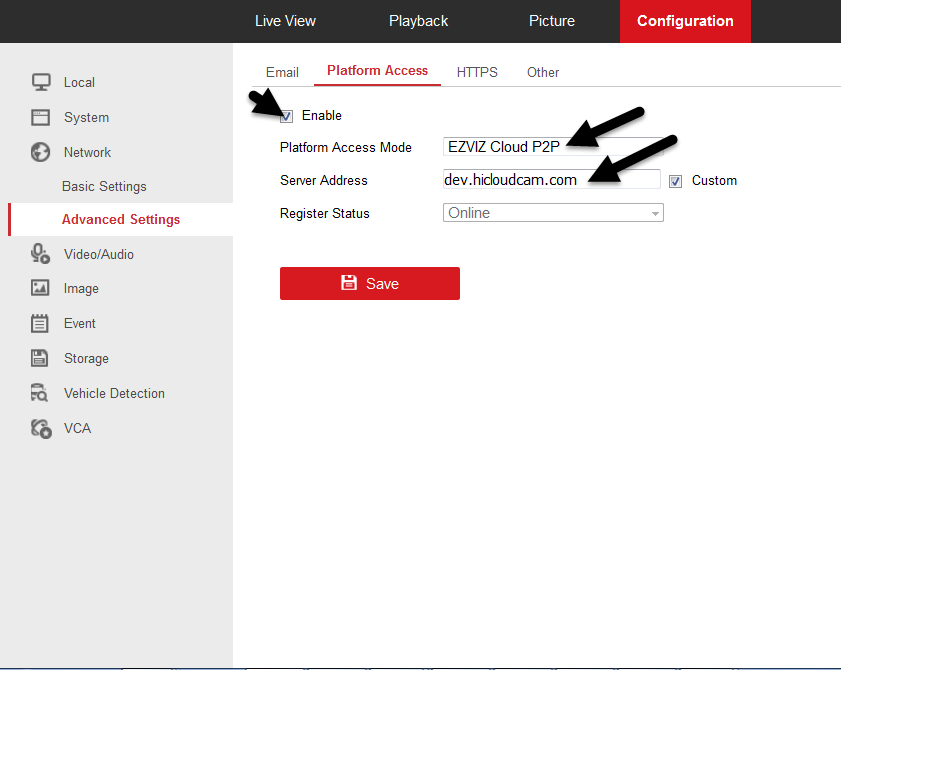 Live View Playback Picture Configuration
Email Platform Access HTTPS Other
Local
System
Network
Basic Settings
Advanced Settings
Video/Audio
Image
Event
Storage
Vehicle Detection
VCA
Enable
Platform Access Mode EZVIZ Cloud P2P
Server Address dev.hicloudcam.com Custom
Register Status Online
Save